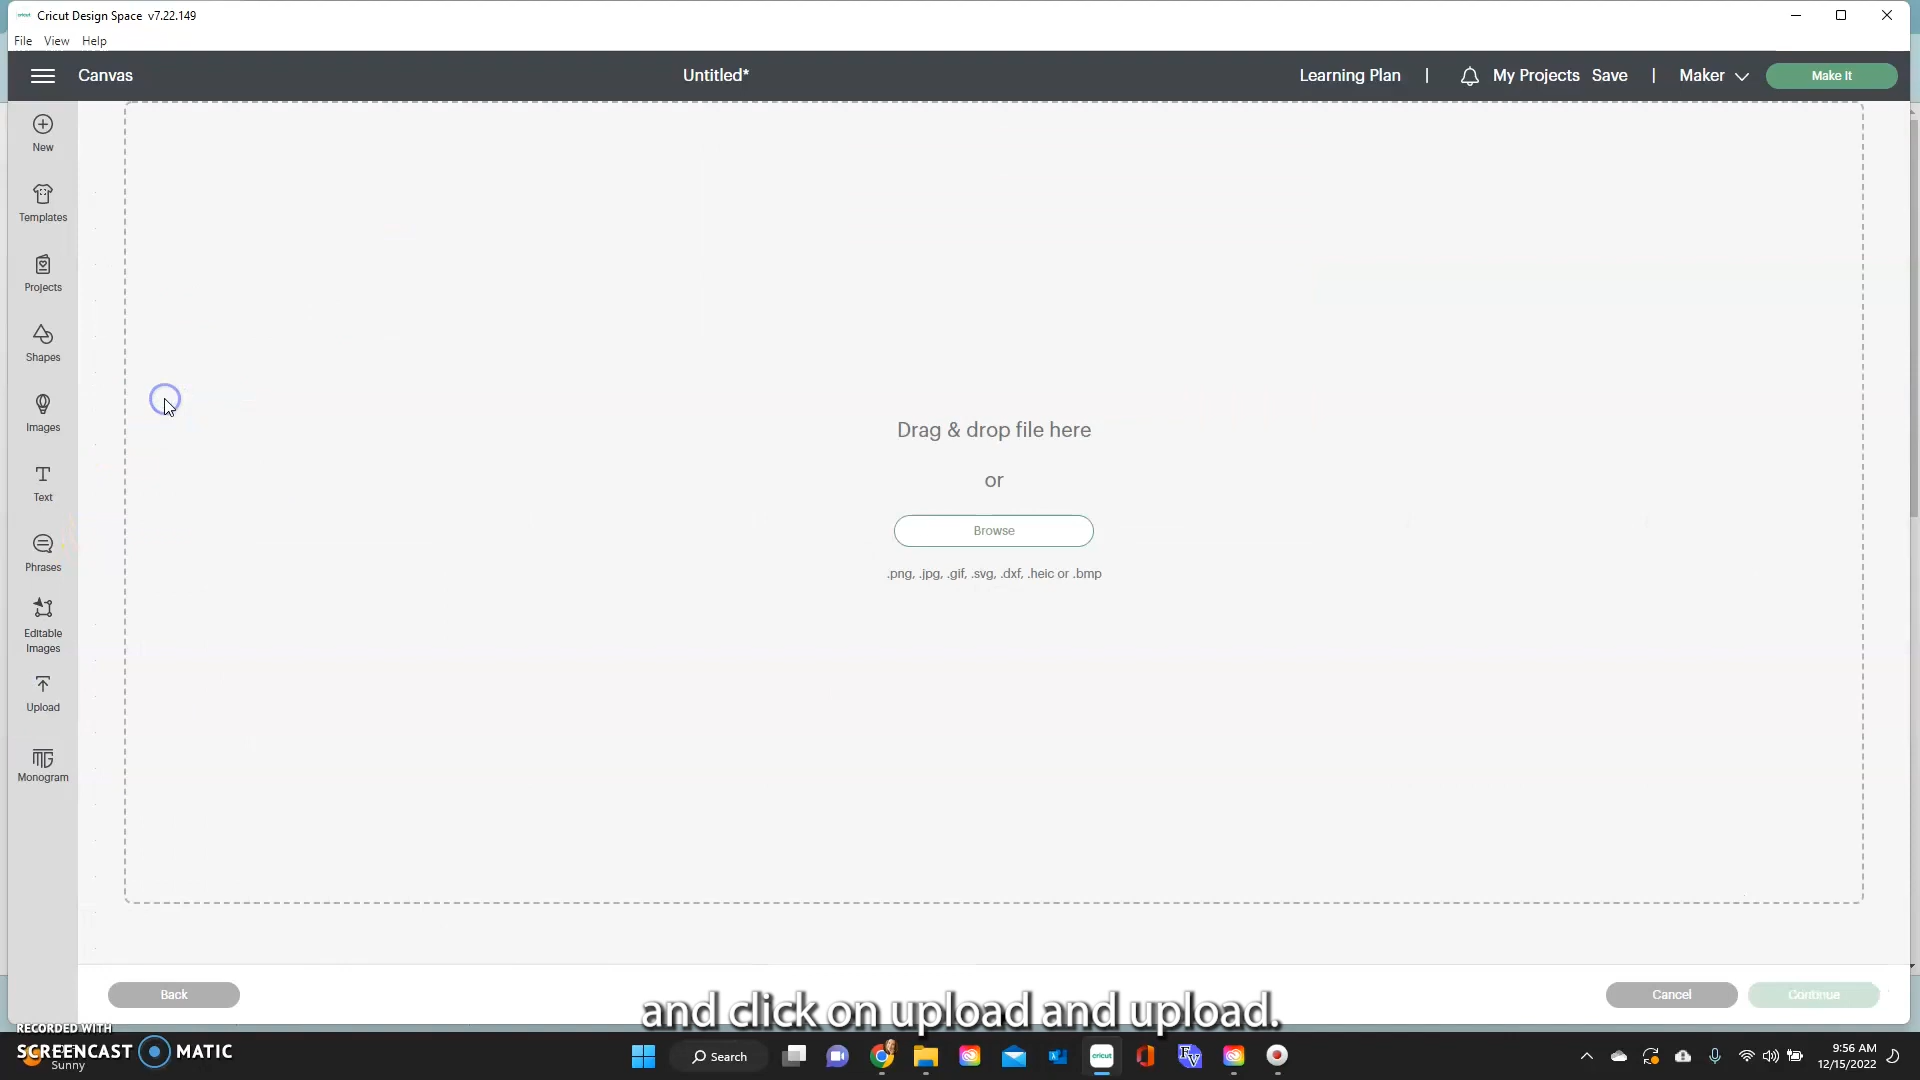 cricut Cricut Design Space v7.22.149
File View Help
Canvas Untitled* Learning Plan | My Projects Save | Maker Make It
New
Templates
Projects
Shapes
Images
Text
Phrases
Editable
Images
Upload
Monogram
Drag & drop file here
or
Browse
.png, .jpg, .gif, .svg, .dxf, .heic or .bmp
Back Cancel Continue
and click on upload and upload.
RECORDED WITH
SCREENCAST MATIC
Sunny
Search
cricut
9:56 AM
12/15/2022